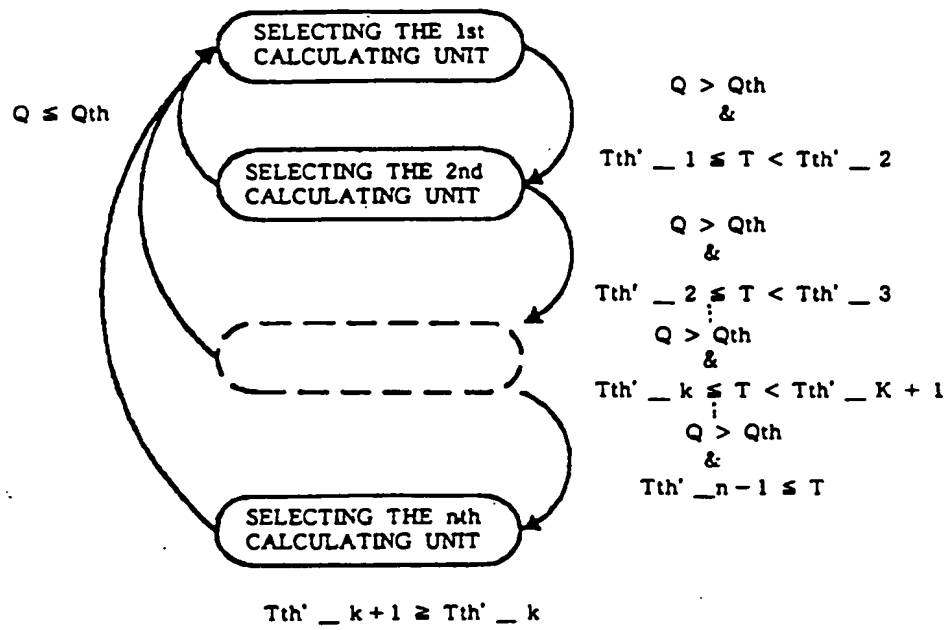 SELECTING THE 1st
CALCULATING UNIT
Q ≦ Qth
Q > Qth
&
Tth' _ 1 ≦ T < Tth' _ 2
SELECTING THE 2nd
CALCULATING UNIT
Q > Qth
&
Tth' _ 2 ≦ T < Tth' _ 3
Q > Qth
&
Tth' _ k ≦ T < Tth' _ K + 1
Q > Qth
&
Tth' _n-1 ≦ T
SELECTING THE nth
CALCULATING UNIT
Tth' _ k+1 ≧ Tth' _ k